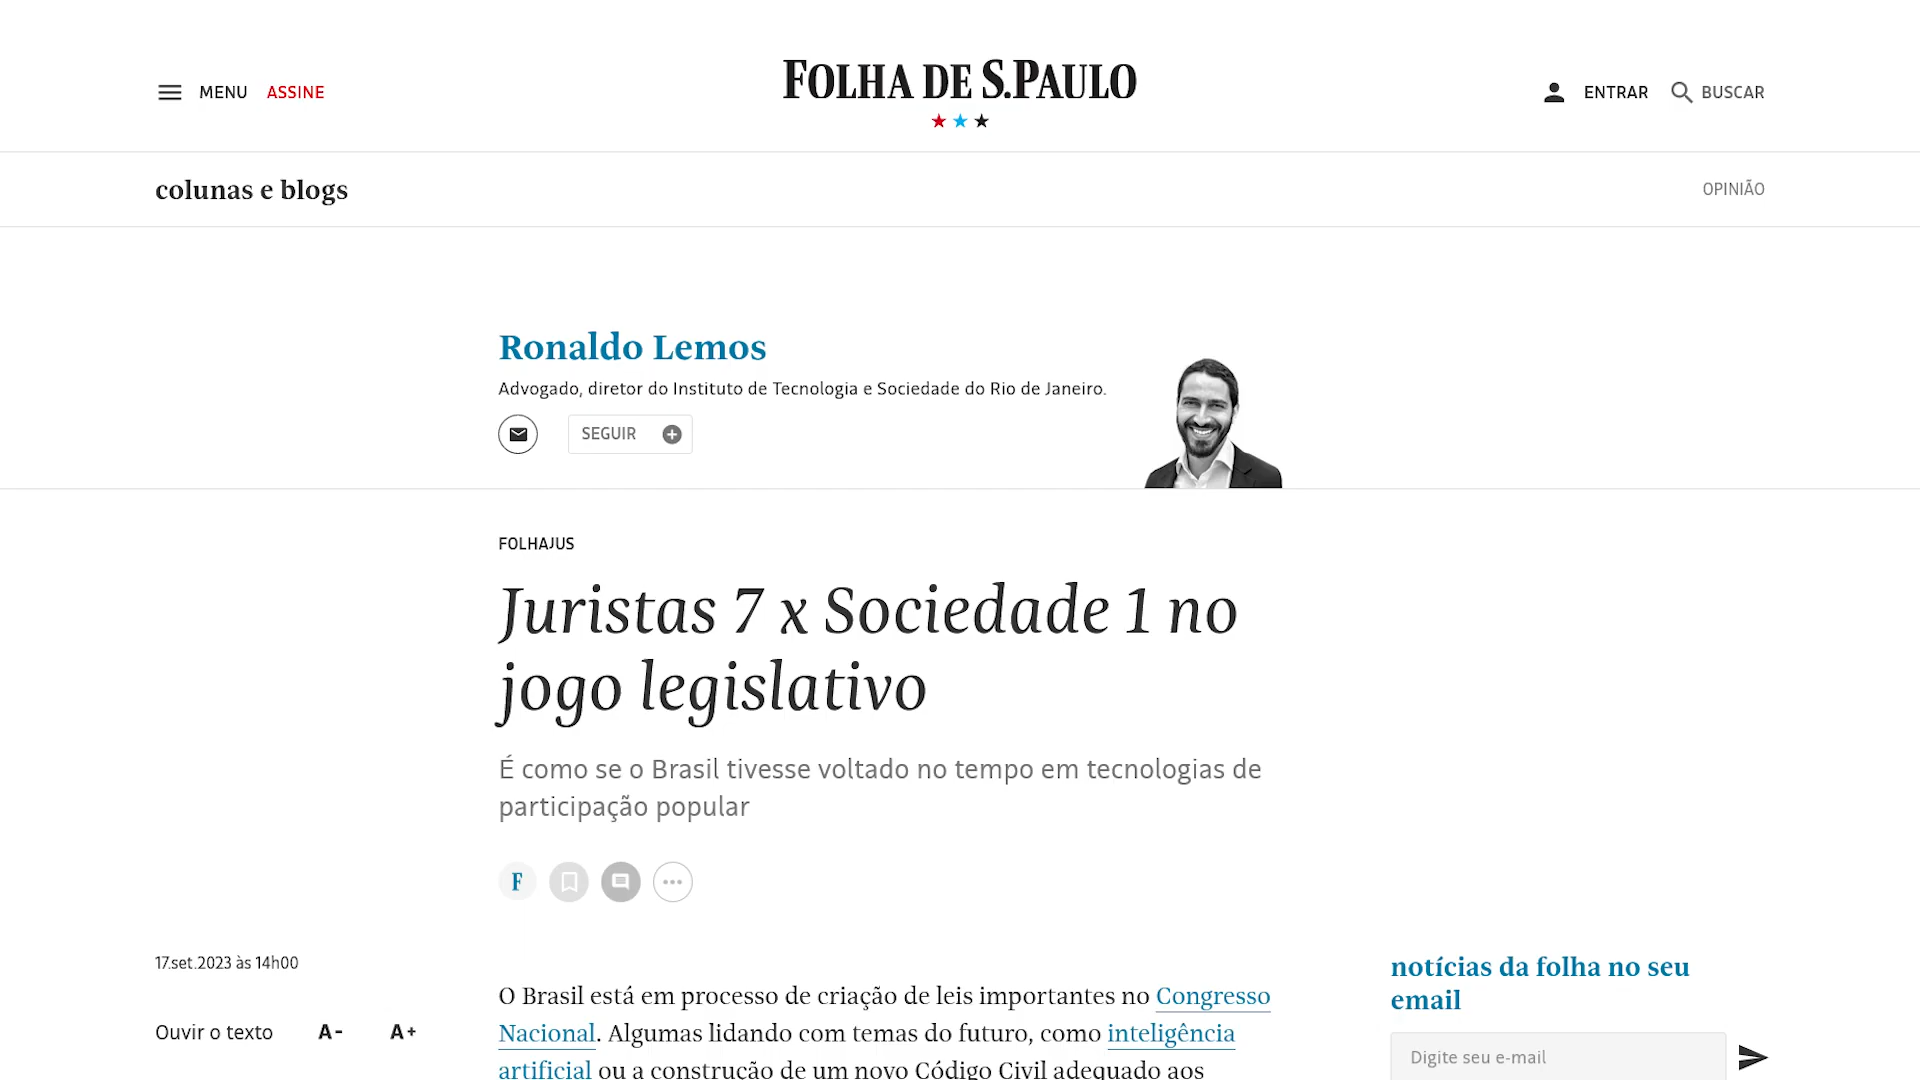 MENU
ASSINE
FOLHA DE S.PAULO
ENTRAR
BUSCAR
colunas e blogs
OPINIÃO
Ronaldo Lemos
Advogado, diretor do Instituto de Tecnologia e Sociedade do Rio de Janeiro.
SEGUIR
FOLHAJUS
Juristas 7 x Sociedade 1 no
jogo legislativo
É como se o Brasil tivesse voltado no tempo em tecnologias de
participação popular
F
17.set.2023 às 14h00
Ouvir o texto
A-
A+
O Brasil está em processo de criação de leis importantes no Congresso
Nacional. Algumas lidando com temas do futuro, como inteligência
artificial ou a construção de um novo Código Civil adequado aos
notícias da folha no seu
email
Digite seu e-mail